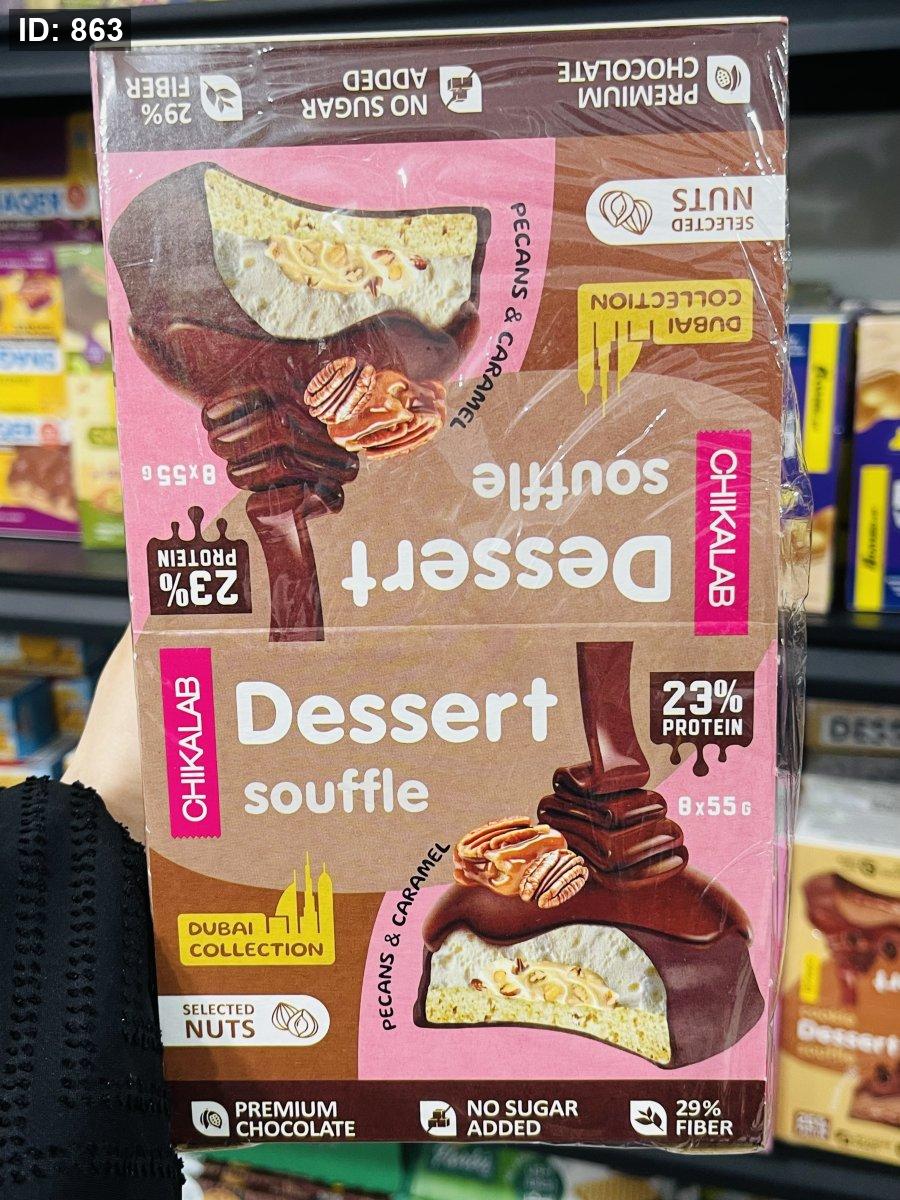 ID: 863
29%
FIBER
NO SUGAR
ADDED
PREMIUM
CHOCOLATE
SELECTED
NUTS
PECANS & CARAMEL
DUBAI
COLLECTION
8x55G
23%
PROTEIN
Dessert
souffle
CHIKALAB
CHIKALAB
Dessert
souffle
23%
PROTEIN
8x55G
PECANS & CARAMEL
DUBAI
COLLECTION
SELECTED
NUTS
PREMIUM
CHOCOLATE
NO SUGAR
ADDED
29%
FIBER
Dessert
souffle